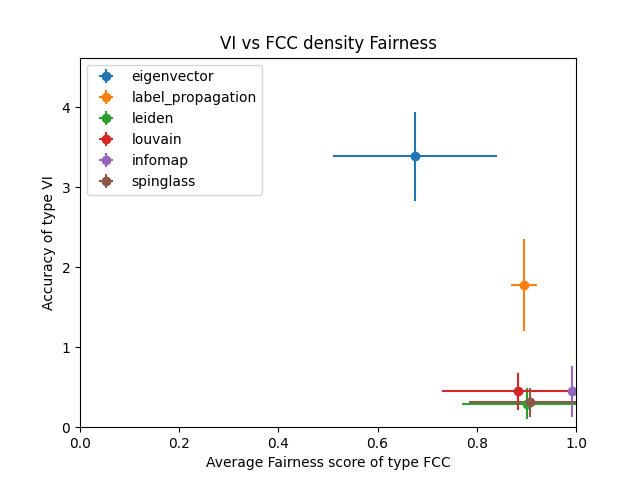 VI vs FCC density Fairness
eigenvector
label_propagation
leiden
louvain
infomap
spinglass
Accuracy of type VI
4
3
2
1
0
0.0 0.2 0.4 0.6 0.8 1.0
Average Fairness score of type FCC